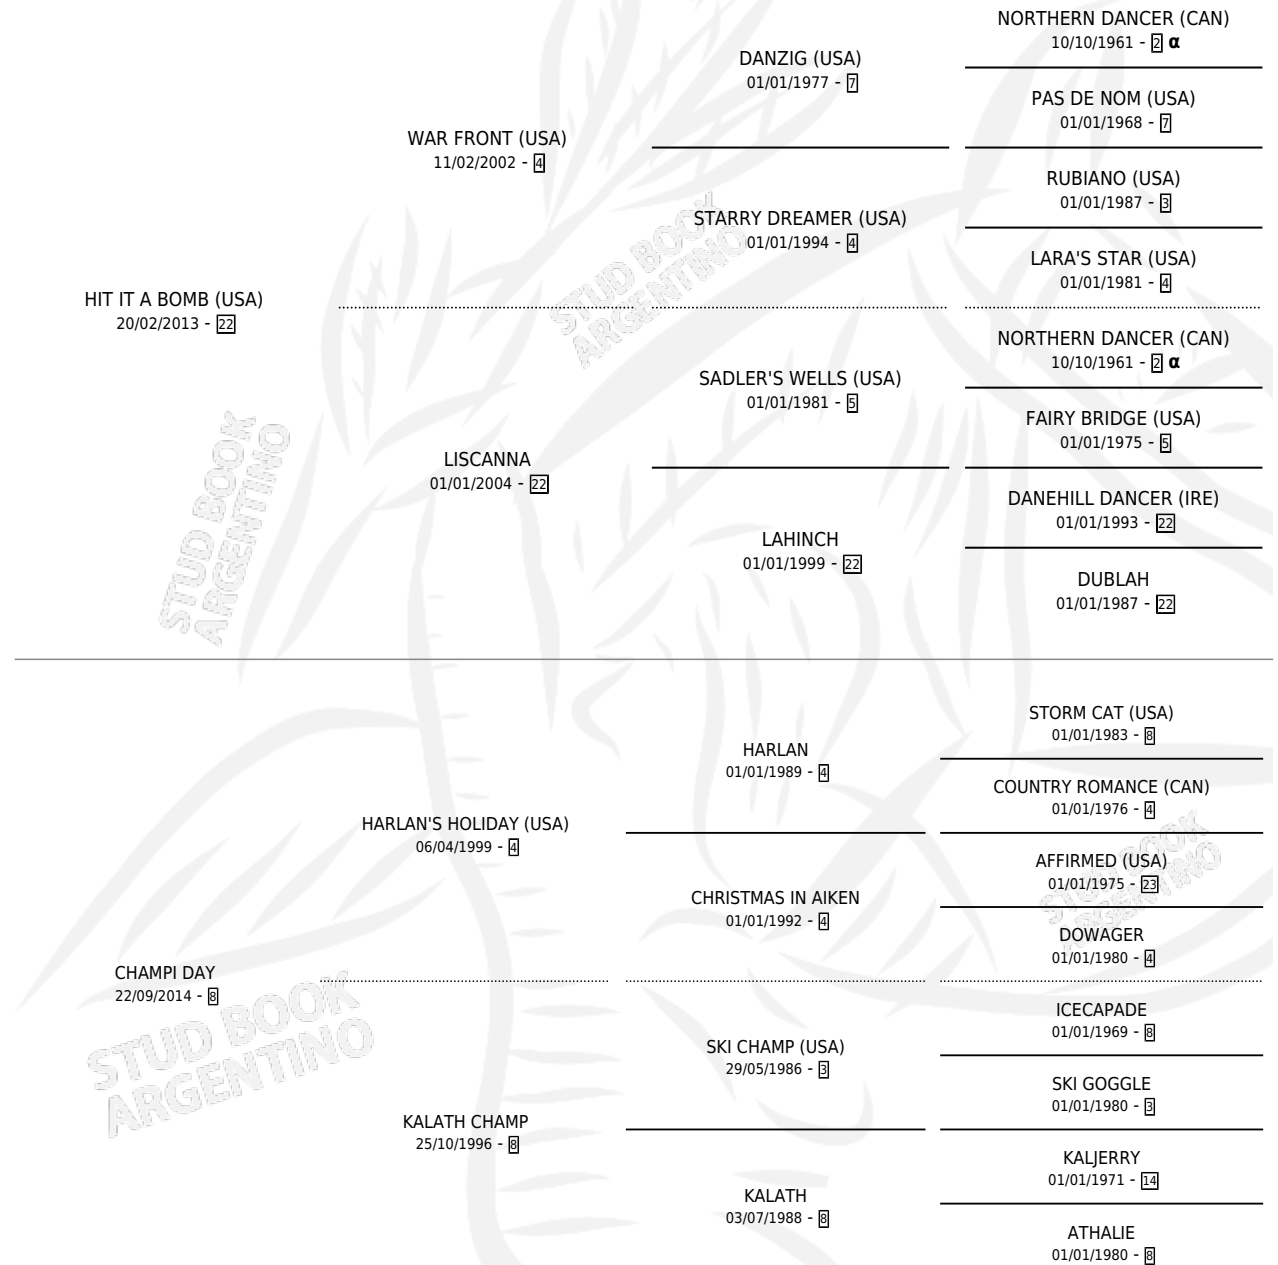 NORTHERN DANCER (CAN)
10/10/1961 - 2 α
DANZIG (USA)
01/01/1977 - 7
PAS DE NOM (USA)
01/01/1968 - 7
WAR FRONT (USA)
11/02/2002 - 4
RUBIANO (USA)
01/01/1987 - 3
STARRY DREAMER (USA)
01/01/1994 - 4
LARA'S STAR (USA)
01/01/1981 - 4
HIT IT A BOMB (USA)
20/02/2013 - 22
NORTHERN DANCER (CAN)
10/10/1961 - 2 α
SADLER'S WELLS (USA)
01/01/1981 - 5
FAIRY BRIDGE (USA)
01/01/1975 - 5
LISCANNA
01/01/2004 - 22
DANEHILL DANCER (IRE)
01/01/1993 - 22
LAHINCH
01/01/1999 - 22
DUBLAH
01/01/1987 - 22
STORM CAT (USA)
01/01/1983 - 8
HARLAN
01/01/1989 - 4
COUNTRY ROMANCE (CAN)
01/01/1976 - 4
HARLAN'S HOLIDAY (USA)
06/04/1999 - 4
AFFIRMED (USA)
01/01/1975 - 23
CHRISTMAS IN AIKEN
01/01/1992 - 4
DOWAGER
01/01/1980 - 4
CHAMPI DAY
22/09/2014 - 8
ICECAPADE
01/01/1969 - 8
SKI CHAMP (USA)
29/05/1986 - 3
SKI GOGGLE
01/01/1980 - 3
KALATH CHAMP
25/10/1996 - 8
KALJERRY
01/01/1971 - 14
KALATH
03/07/1988 - 8
ATHALIE
01/01/1980 - 8
STUD BOOK
ARGENTINO
STUD BOOK
ARGENTINO
STUD BOOK
ARGENTINO
STUD BOOK
ARGENTINO